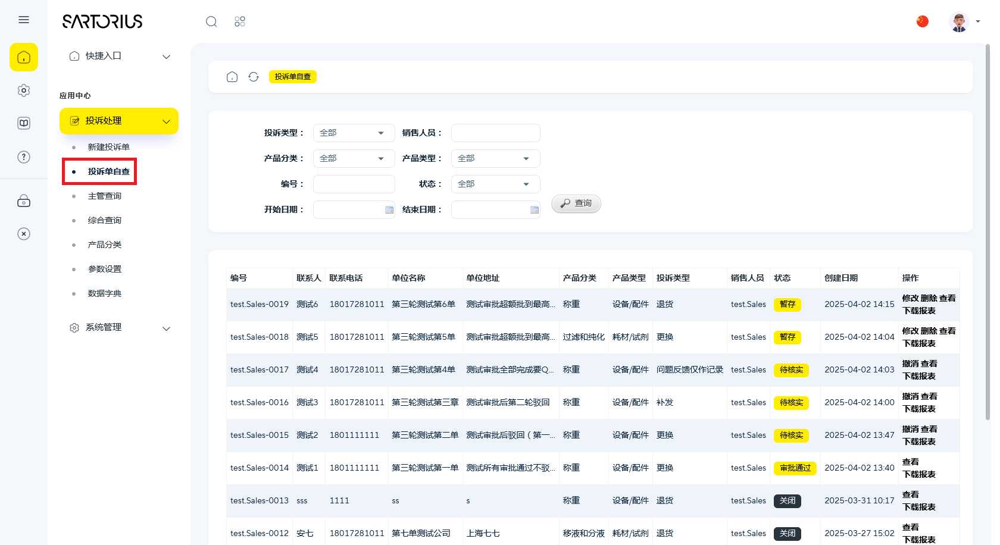 SARTORIUS
快捷入口
应用中心
投诉处理
新建投诉单
投诉单自查
主管查询
综合查询
产品分类
参数设置
数据字典
系统管理
投诉单自查
投诉类型： 全部 销售人员：
产品分类： 全部 产品类型： 全部
编号： 状态： 全部
开始日期： 结束日期： 查询
编号 联系人 联系电话 单位名称 单位地址 产品分类 产品类型 投诉类型 销售人员 状态 创建日期 操作
test.Sales-0019 测试6 18017281011 第三轮测试第6单 测试审批超额批到最高... 称重 设备/配件 退货 test.Sales 暂存 2025-04-02 14:15 修改 删除 查看
下载报表
test.Sales-0018 测试5 18017281011 第三轮测试第5单 测试审批超额批到最高... 过滤和纯化 耗材/试剂 更换 test.Sales 暂存 2025-04-02 14:04 修改 删除 查看
下载报表
test.Sales-0017 测试4 18017281011 第三轮测试第4单 测试审批全部完成要Q... 称重 设备/配件 问题反馈仅作记录 test.Sales 待核实 2025-04-02 14:03 撤消 查看
下载报表
test.Sales-0016 测试3 18017281011 第三轮测试第三章 测试审批后第二轮驳回 称重 设备/配件 补发 test.Sales 待核实 2025-04-02 14:00 撤消 查看
下载报表
test.Sales-0015 测试2 1801111111 第三轮测试第二单 测试审批后驳回（第一... 称重 设备/配件 更换 test.Sales 待核实 2025-04-02 13:47 撤消 查看
下载报表
test.Sales-0014 测试1 1801111111 第三轮测试第一单 测试所有审批通过不驳... 称重 设备/配件 更换 test.Sales 审批通过 2025-04-02 13:40 查看
下载报表
test.Sales-0013 sss 1111 ss s 称重 设备/配件 退货 test.Sales 关闭 2025-03-31 10:17 查看
下载报表
test.Sales-0012 安七 18017281011 第七单测试公司 上海七七 移液和分液 耗材/试剂 退货 test.Sales 关闭 2025-03-27 15:02 查看
下载报表